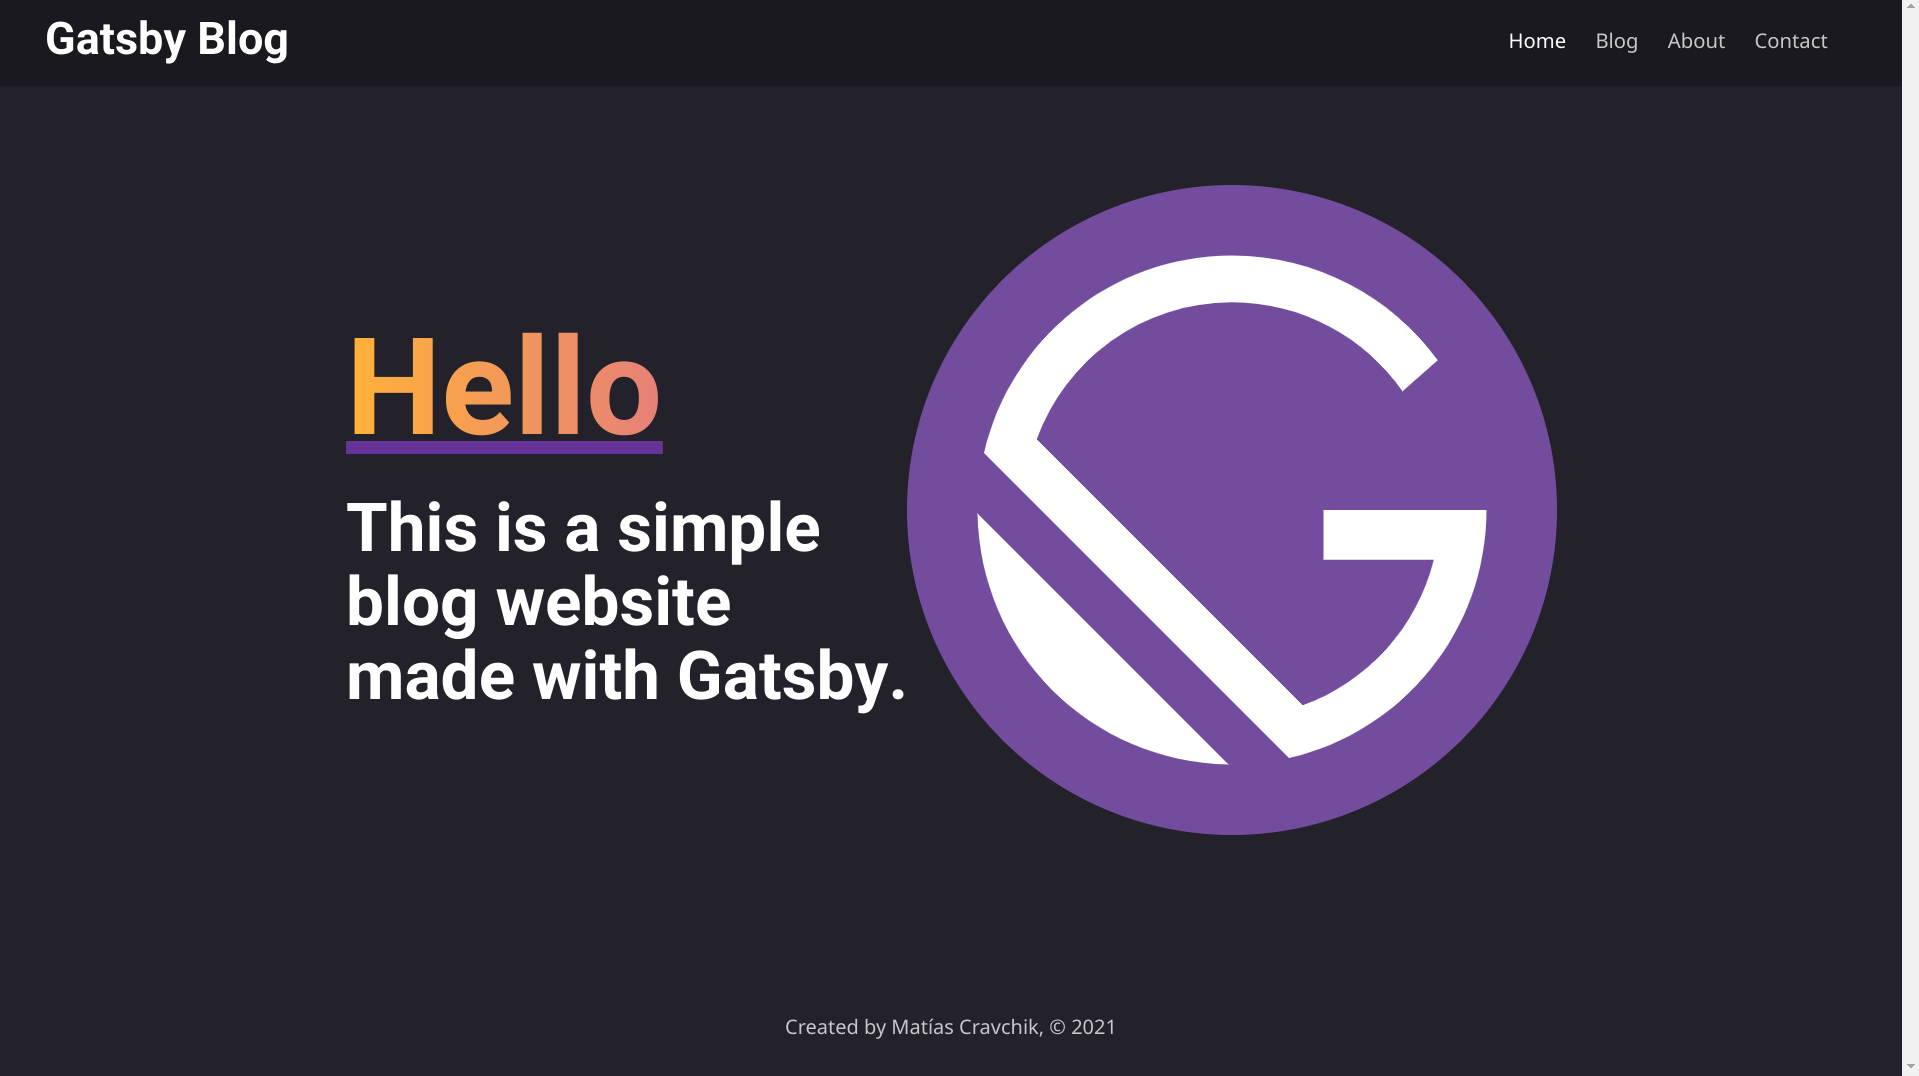 Gatsby Blog
Home Blog About Contact
Hello
This is a simple
blog website
made with Gatsby.
Created by Matías Cravchik, © 2021